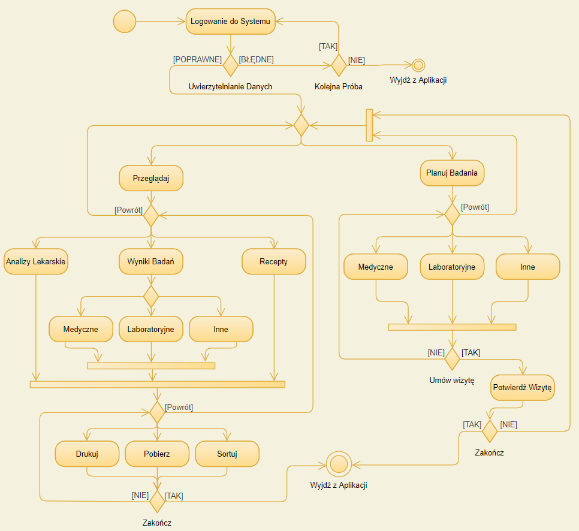 Logowanie do Systemu
[TAK]
[POPRAWNE]
[BŁĘDNE]
[NIE]
Uwierzytelnianie Danych
Kolejna Próba
Wyjdź z Aplikacji
Przeglądaj
Planuj Badania
[Powrót]
[Powrót]
Analizy Lekarskie
Wyniki Badań
Recepty
Medyczne
Laboratoryjne
Inne
Medyczne
Laboratoryjne
Inne
[NIE]
[TAK]
Umów wizytę
Potwierdź Wizytę
[Powrót]
[TAK]
[NIE]
Zakończ
Drukuj
Pobierz
Sortuj
Wyjdź z Aplikacji
[NIE]
[TAK]
Zakończ